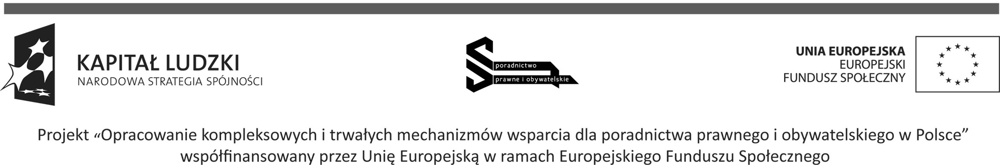 KAPITAŁ LUDZKI
NARODOWA STRATEGIA SPÓJNOŚCI
poradnictwo
prawne i obywatelskie
UNIA EUROPEJSKA
EUROPEJSKI
FUNDUSZ SPOŁECZNY
Projekt “Opracowanie kompleksowych i trwałych mechanizmów wsparcia dla poradnictwa prawnego i obywatelskiego w Polsce”
współfinansowany przez Unię Europejską w ramach Europejskiego Funduszu Społecznego